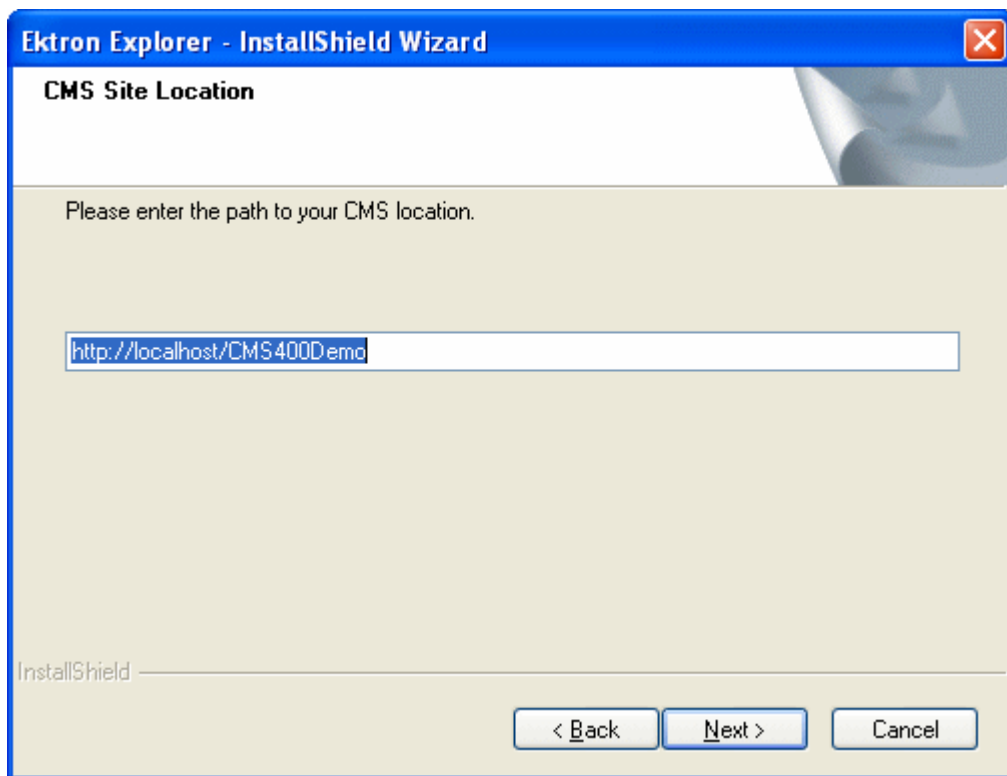 Ektron Explorer - InstallShield Wizard
CMS Site Location
Please enter the path to your CMS location.
http://localhost/CMS400Demo
InstallShield
< Back
Next >
Cancel